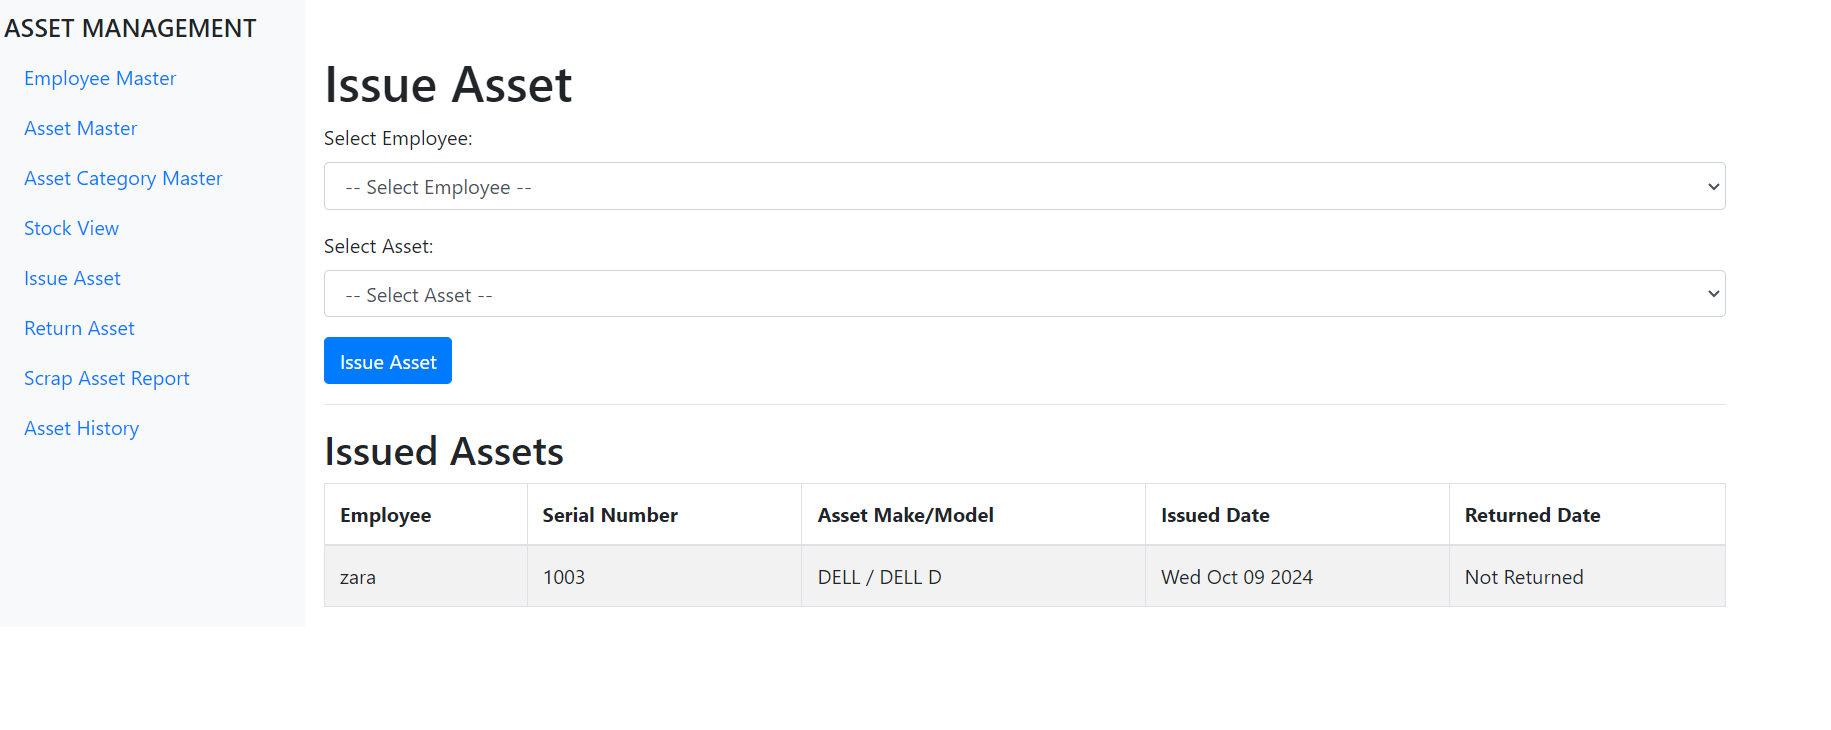 ASSET MANAGEMENT
Employee Master
Asset Master
Asset Category Master
Stock View
Issue Asset
Return Asset
Scrap Asset Report
Asset History
Issue Asset
Select Employee:
-- Select Employee --
Select Asset:
-- Select Asset --
Issue Asset
Issued Assets
Employee Serial Number Asset Make/Model Issued Date Returned Date
zara 1003 DELL / DELL D Wed Oct 09 2024 Not Returned